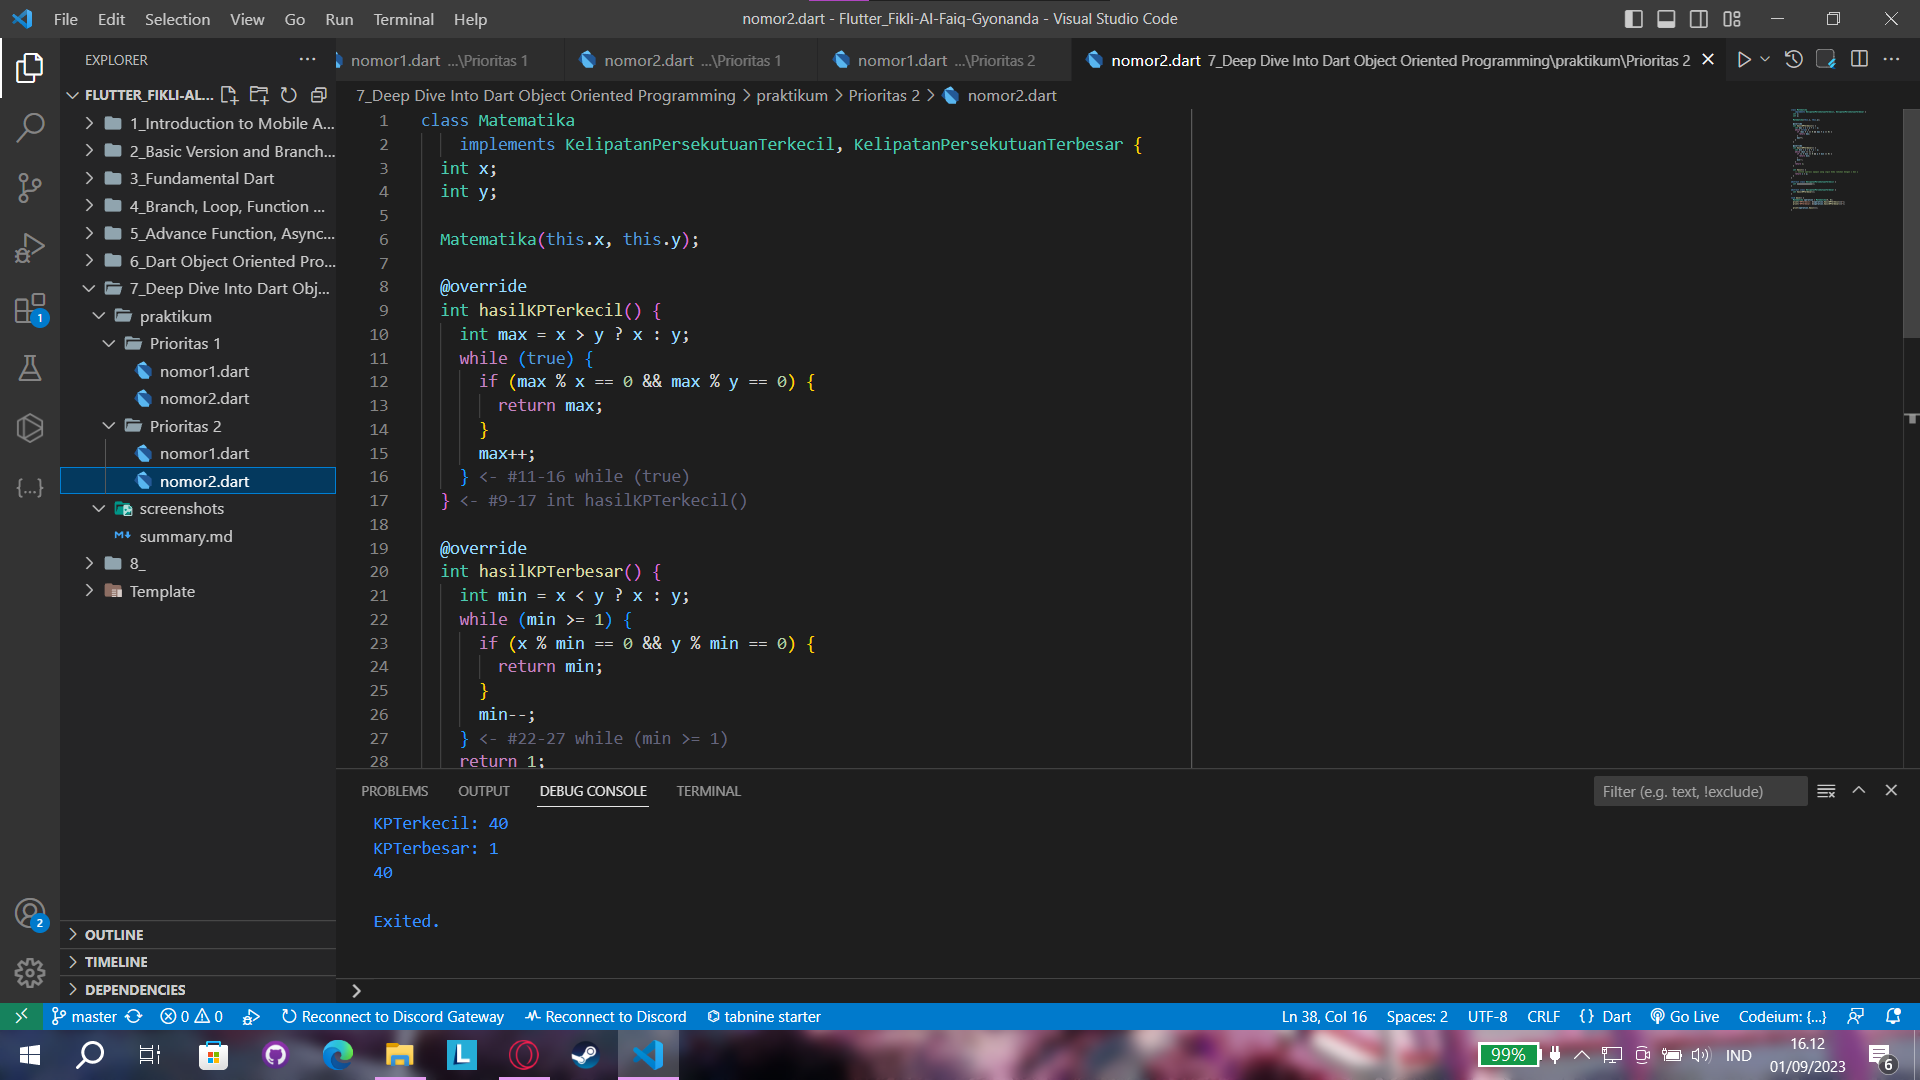 File Edit Selection View Go Run Terminal Help
nomor2.dart - Flutter_Fikli-Al-Faiq-Gyonanda - Visual Studio Code
EXPLORER
nomor1.dart ...\Prioritas 1
nomor2.dart ...\Prioritas 1
nomor1.dart ...\Prioritas 2
nomor2.dart 7_Deep Dive Into Dart Object Oriented Programming\praktikum\Prioritas 2
FLUTTER_FIKLI-AL...
7_Deep Dive Into Dart Object Oriented Programming > praktikum > Prioritas 2 > nomor2.dart
1_Introduction to Mobile A...
2_Basic Version and Branch...
3_Fundamental Dart
4_Branch, Loop, Function ...
5_Advance Function, Async...
6_Dart Object Oriented Pro...
7_Deep Dive Into Dart Obj...
praktikum
Prioritas 1
nomor1.dart
nomor2.dart
Prioritas 2
nomor1.dart
nomor2.dart
screenshots
summary.md
8_
Template
OUTLINE
TIMELINE
DEPENDENCIES
1 class Matematika
2 implements KelipatanPersekutuanTerkecil, KelipatanPersekutuanTerbesar {
3 int x;
4 int y;
5
6 Matematika(this.x, this.y);
7
8 @override
9 int hasilKPTerkecil() {
10 int max = x > y ? x : y;
11 while (true) {
12 if (max % x == 0 && max % y == 0) {
13 return max;
14 }
15 max++;
16 } <- #11-16 while (true)
17 } <- #9-17 int hasilKPTerkecil()
18
19 @override
20 int hasilKPTerbesar() {
21 int min = x < y ? x : y;
22 while (min >= 1) {
23 if (x % min == 0 && y % min == 0) {
24 return min;
25 }
26 min--;
27 } <- #22-27 while (min >= 1)
28 return 1;
PROBLEMS OUTPUT DEBUG CONSOLE TERMINAL
Filter (e.g. text, !exclude)
KPTerkecil: 40
KPTerbesar: 1
40
Exited.
1
2
master 0 0 Reconnect to Discord Gateway Reconnect to Discord tabnine starter
Ln 38, Col 16 Spaces: 2 UTF-8 CRLF {} Dart Go Live Codeium: {...}
99% IND
16.12
01/09/2023
6